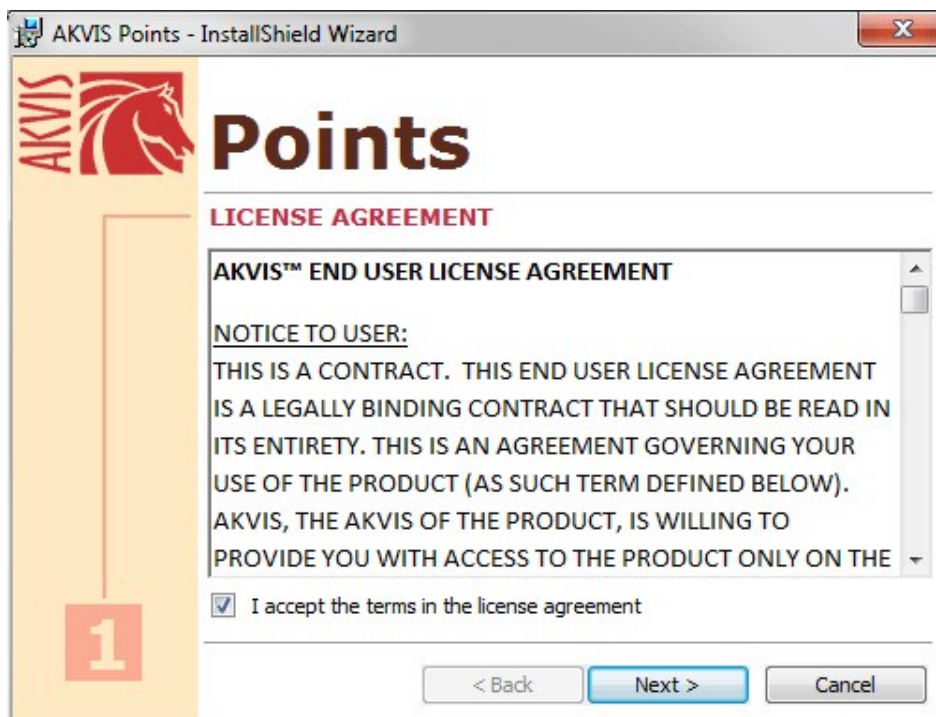 AKVIS Points - InstallShield Wizard
AKVIS
Points
LICENSE AGREEMENT
AKVIS™ END USER LICENSE AGREEMENT
NOTICE TO USER:
THIS IS A CONTRACT.  THIS END USER LICENSE AGREEMENT
IS A LEGALLY BINDING CONTRACT THAT SHOULD BE READ IN
ITS ENTIRETY. THIS IS AN AGREEMENT GOVERNING YOUR
USE OF THE PRODUCT (AS SUCH TERM DEFINED BELOW).
AKVIS, THE AKVIS OF THE PRODUCT, IS WILLING TO
PROVIDE YOU WITH ACCESS TO THE PRODUCT ONLY ON THE
I accept the terms in the license agreement
1
< Back
Next >
Cancel